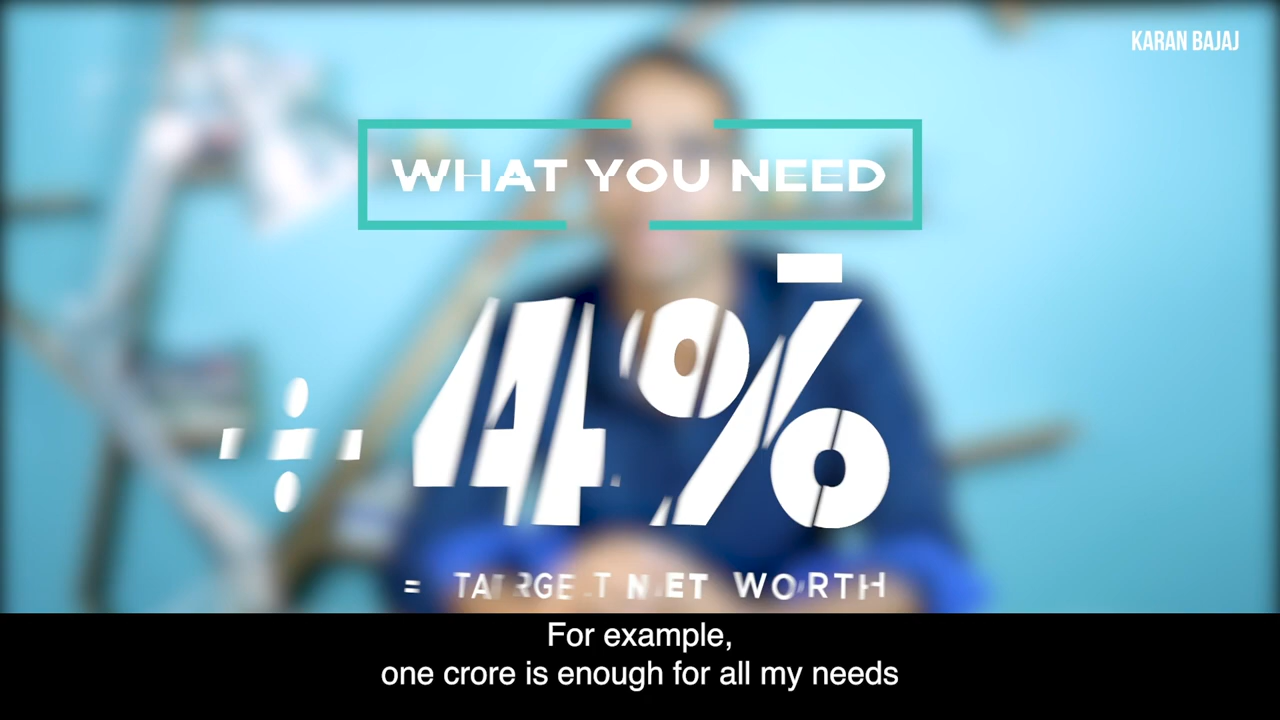 KARAN BAJAJ
WHAT YOU NEED
÷ 4%
= TARGET NET WORTH
For example,
one crore is enough for all my needs